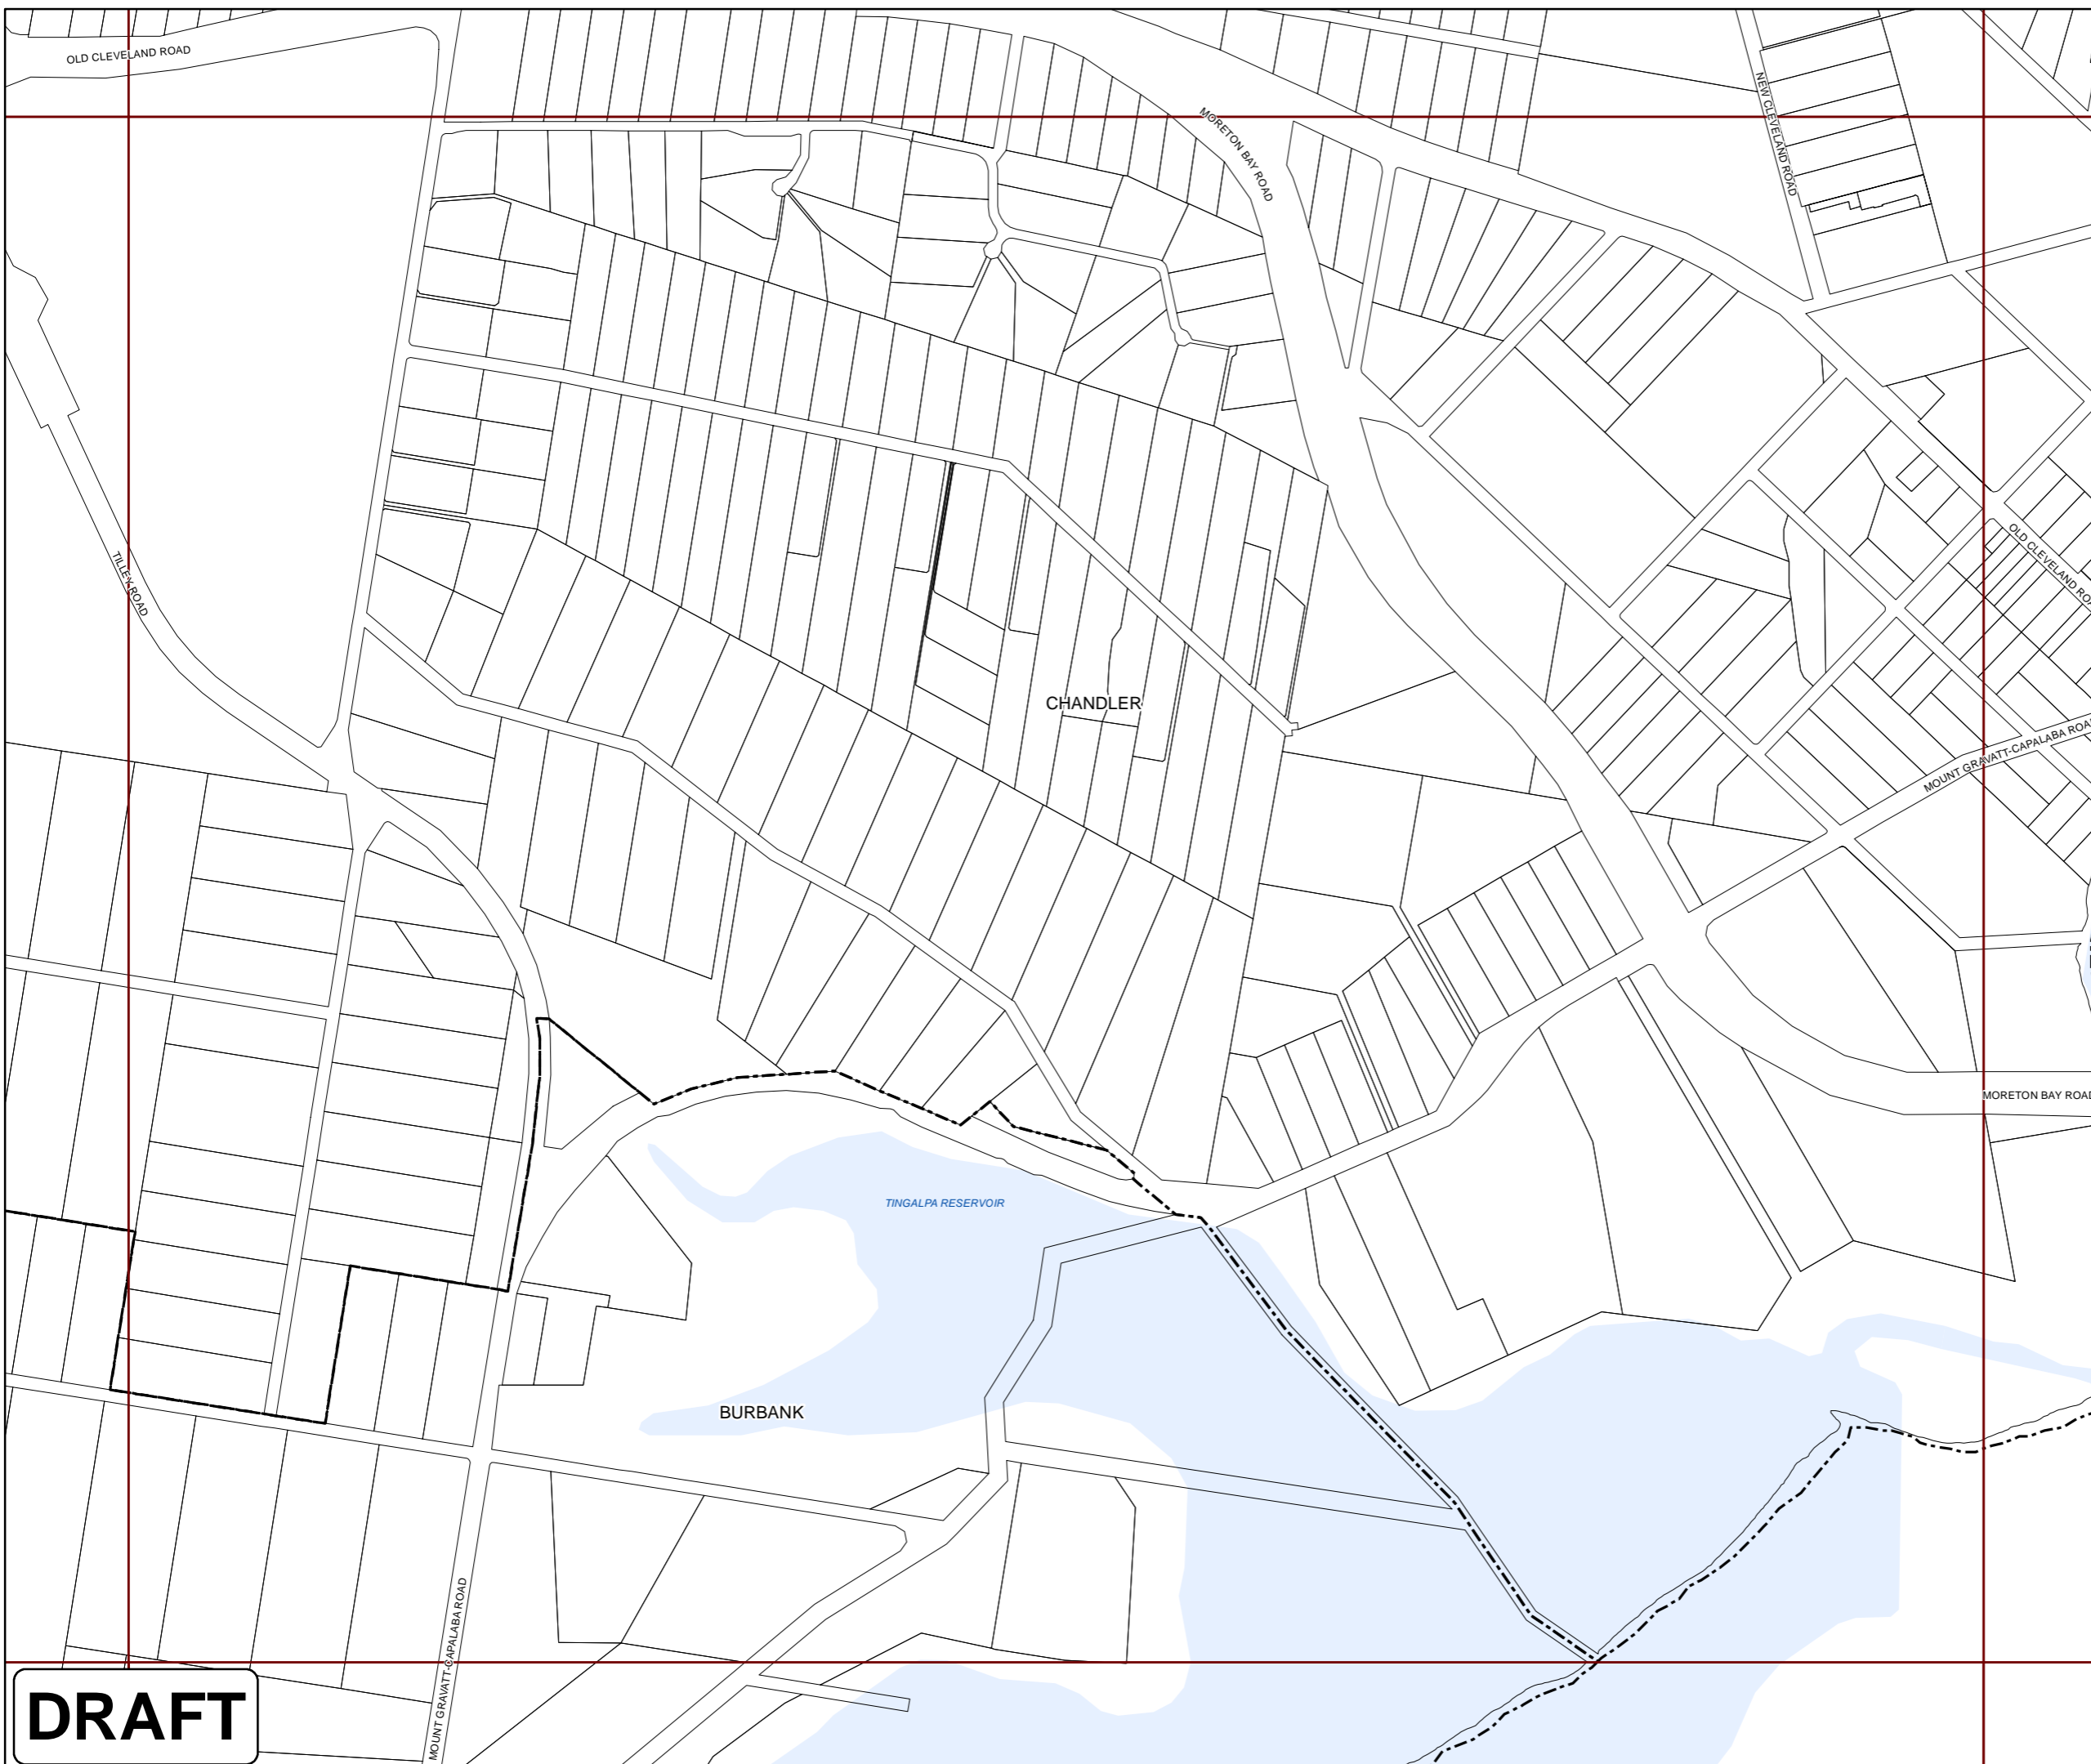 OLD CLEVELAND ROAD
NEW CLEVELAND ROAD
MORETON BAY ROAD
TILLEY ROAD
OLD CLEVELAND ROA
CHANDLER
MOUNT GRAVATT-CAPALABA ROAD
MORETON BAY ROAD
TINGALPA RESERVOIR
BURBANK
MOUNT GRAVATT-CAPALABA ROAD
DRAFT